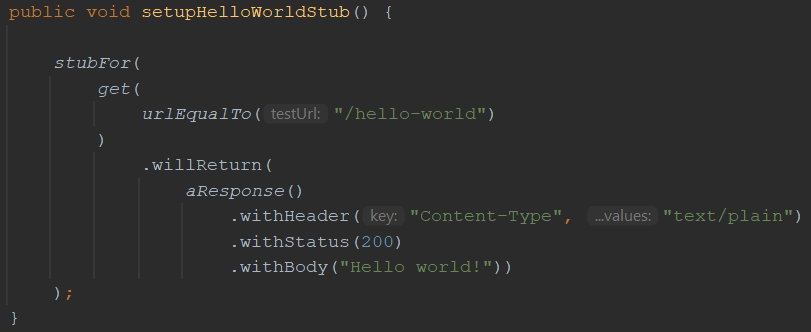 public void setupHelloWorldStub() {
stubFor(
get(
urlEqualTo( testUrl: "/hello-world")
)
.willReturn(
aResponse()
.withHeader( key: "Content-Type", ...values: "text/plain")
.withStatus(200)
.withBody("Hello world!"))
);
}